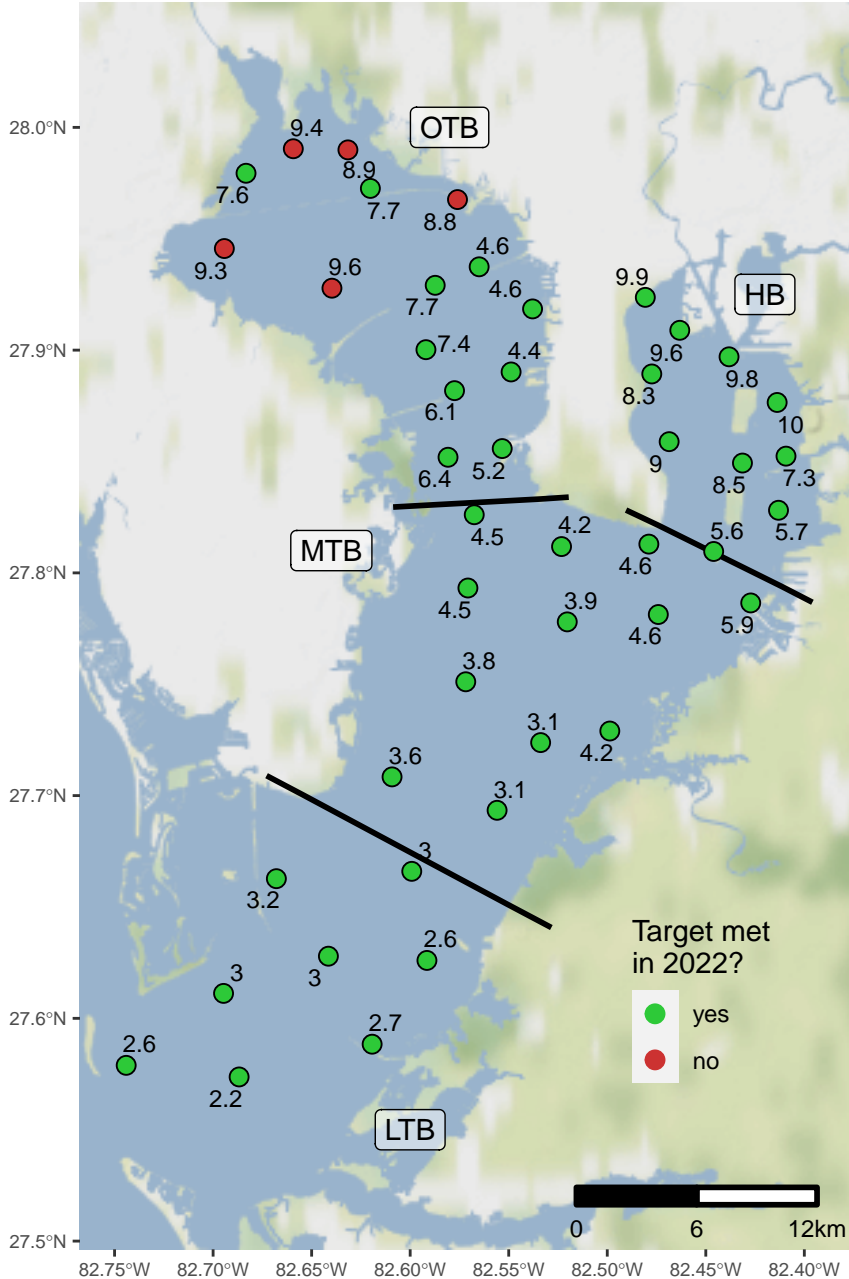 28.0°N
27.9°N
27.8°N
27.7°N
27.6°N
27.5°N
OTB
9.4
8.9
7.6
7.7
8.8
9.3
9.6
4.6
7.7
4.6
7.4
4.4
6.1
6.4
5.2
HB
9.9
9.6
9.8
8.3
10
9
8.5
7.3
5.7
5.6
MTB
4.5
4.2
4.6
4.5
3.9
4.6
5.9
3.8
3.1
4.2
3.6
3.1
3
3.2
3
2.6
3
2.6
2.2
2.7
LTB
Target met
in 2022?
yes
no
0 6 12km
82.75°W 82.70°W 82.65°W 82.60°W 82.55°W 82.50°W 82.45°W 82.40°W